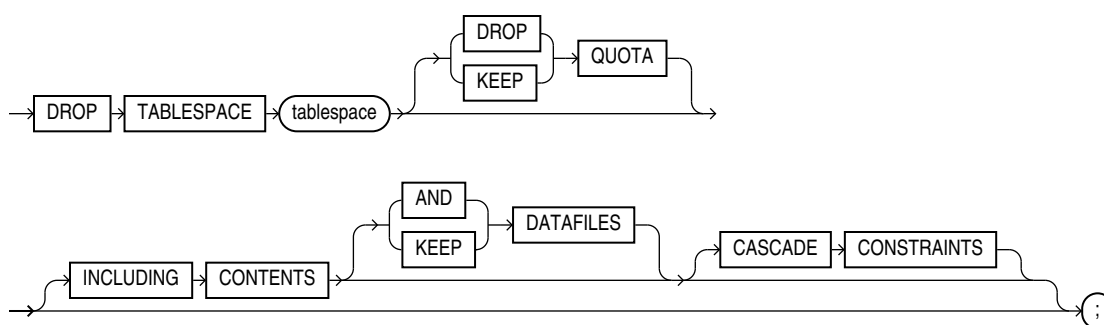 DROP
KEEP
QUOTA
DROP TABLESPACE tablespace
AND
KEEP
DATAFILES
CASCADE CONSTRAINTS
INCLUDING CONTENTS
;